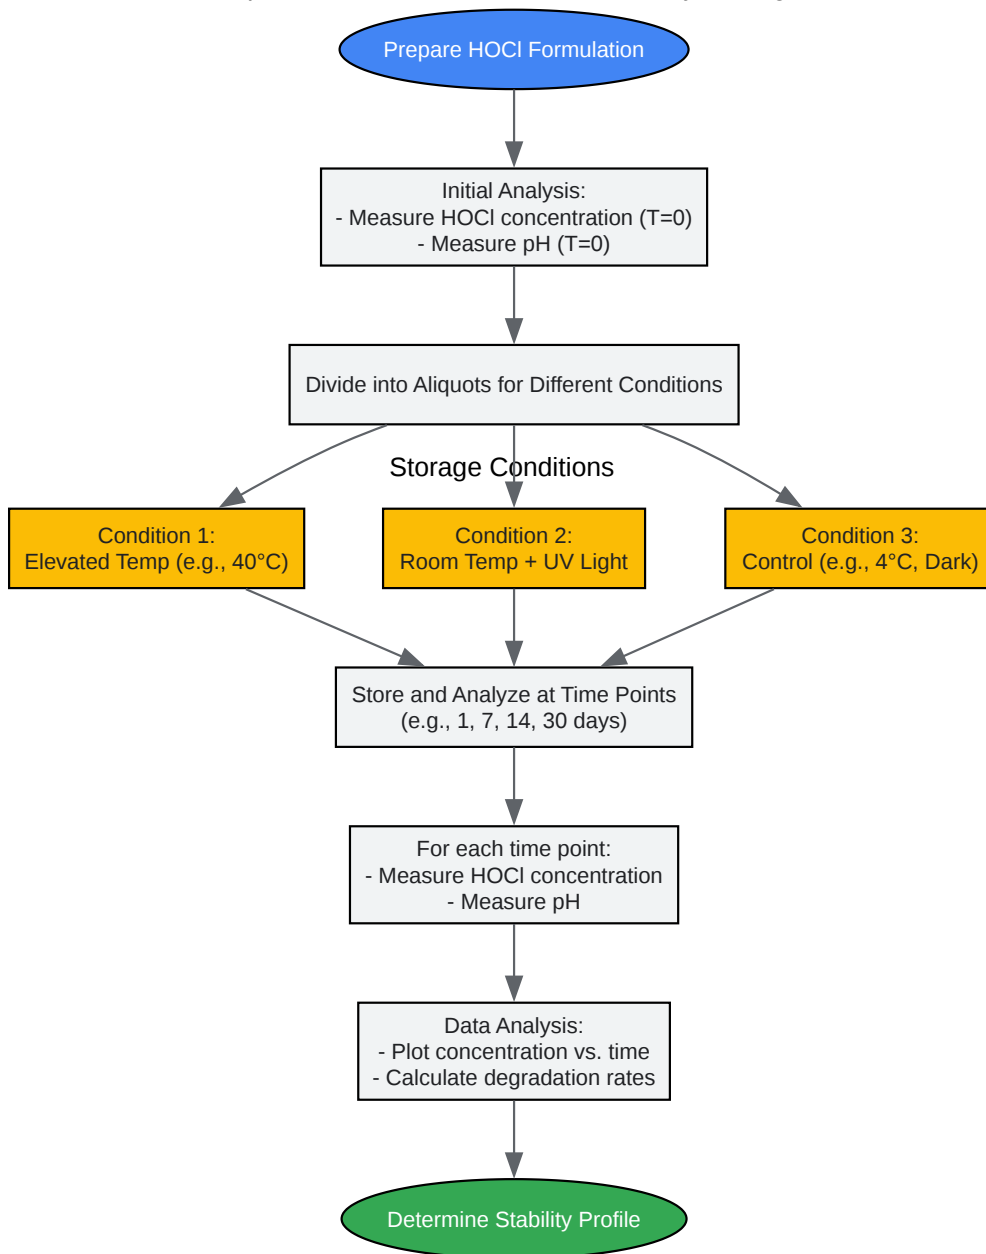 Prepare HOCl Formulation
Initial Analysis:
- Measure HOCl concentration (T=0)
- Measure pH (T=0)
Divide into Aliquots for Different Conditions
Storage Conditions
Condition 1:
Elevated Temp (e.g., 40°C)
Condition 2:
Room Temp + UV Light
Condition 3:
Control (e.g., 4°C, Dark)
Store and Analyze at Time Points
(e.g., 1, 7, 14, 30 days)
For each time point:
- Measure HOCl concentration
- Measure pH
Data Analysis:
- Plot concentration vs. time
- Calculate degradation rates
Determine Stability Profile